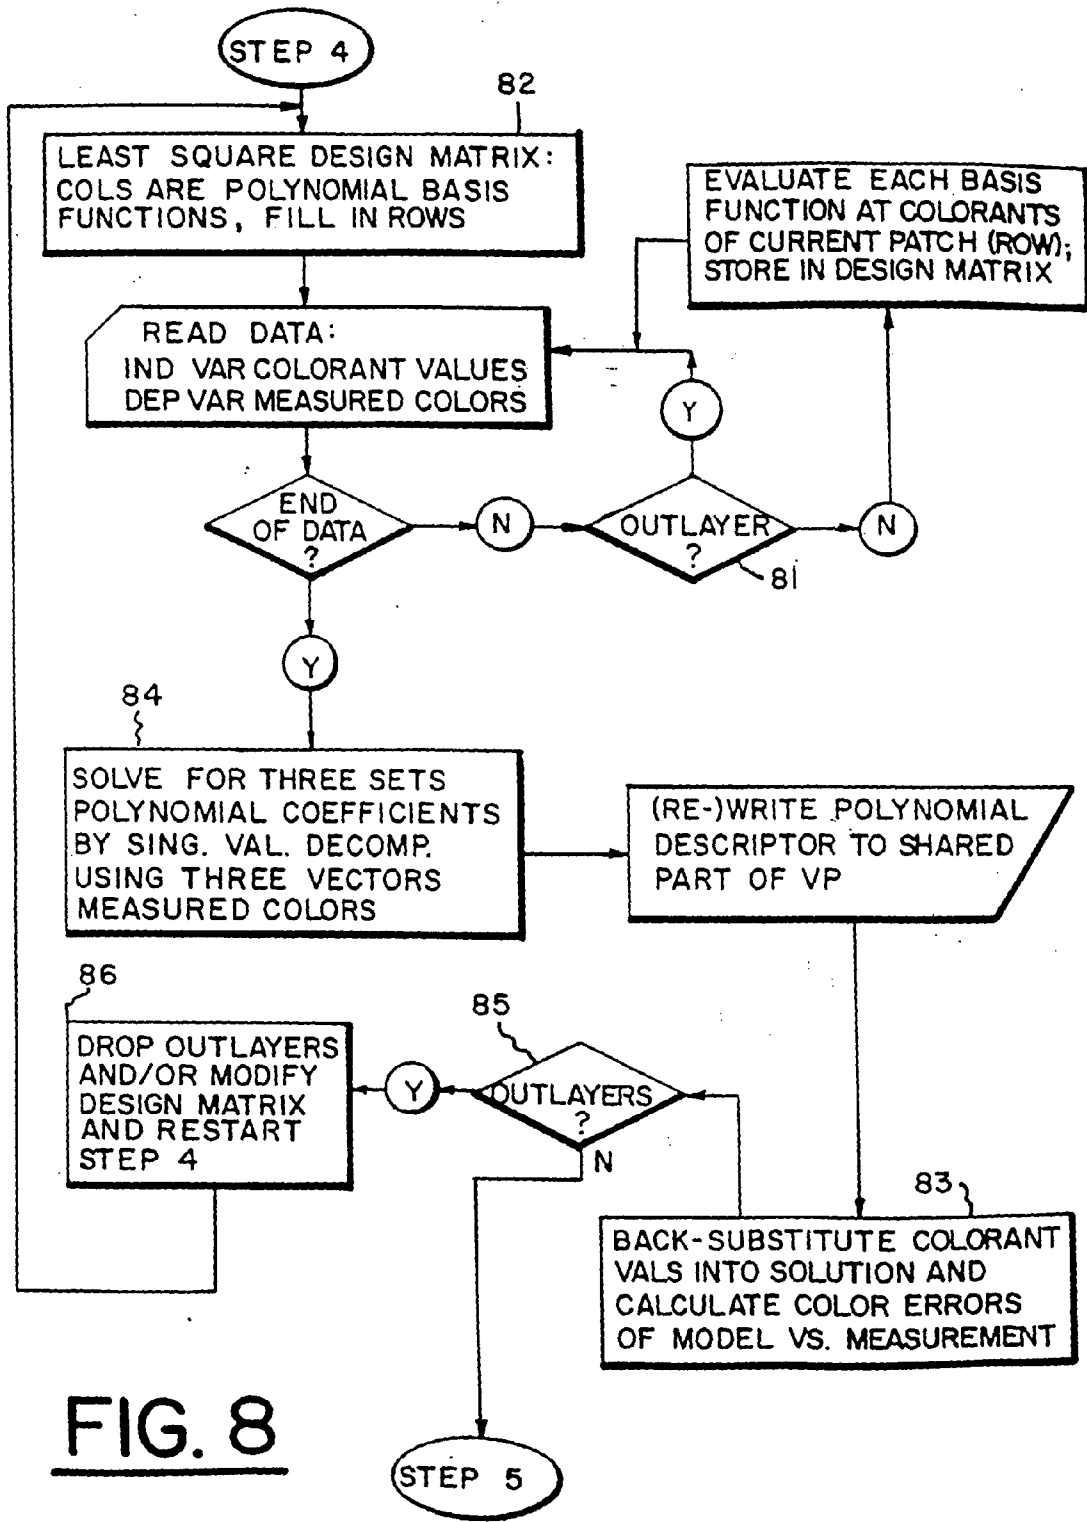 STEP 4
82
LEAST SQUARE DESIGN MATRIX:
COLS ARE POLYNOMIAL BASIS
FUNCTIONS, FILL IN ROWS
EVALUATE EACH BASIS
FUNCTION AT COLORANTS
OF CURRENT PATCH (ROW);
STORE IN DESIGN MATRIX
READ DATA:
IND VAR COLORANT VALUES
DEP VAR MEASURED COLORS
Y
END
OF DATA
?
N
OUTLAYER
?
N
81
Y
84
SOLVE FOR THREE SETS
POLYNOMIAL COEFFICIENTS
BY SING. VAL. DECOMP.
USING THREE VECTORS
MEASURED COLORS
(RE-)WRITE POLYNOMIAL
DESCRIPTOR TO SHARED
PART OF VP
86
DROP OUTLAYERS
AND/OR MODIFY
DESIGN MATRIX
AND RESTART
STEP 4
Y
85
OUTLAYERS
?
N
83
BACK-SUBSTITUTE COLORANT
VALS INTO SOLUTION AND
CALCULATE COLOR ERRORS
OF MODEL VS. MEASUREMENT
FIG. 8
STEP 5